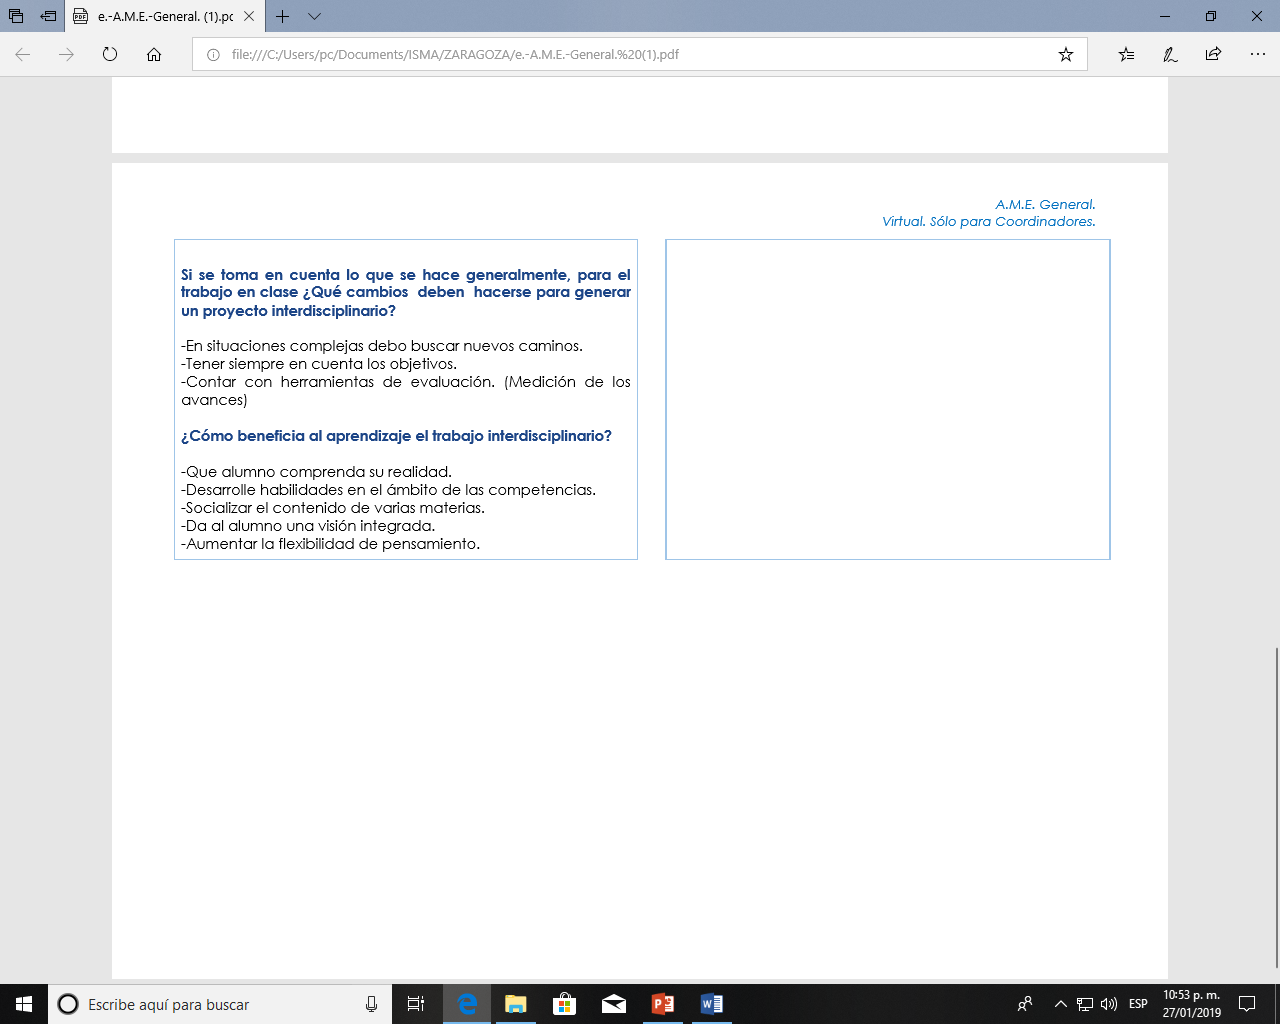 e.-A.M.E.-General. (1).pc
file:///C:/Users/pc/Documents/ISMA/ZARAGOZA/e.-A.M.E.-General.%20(1).pdf
A.M.E. General.
Virtual. Sólo para Coordinadores.
Si se toma en cuenta lo que se hace generalmente, para el
trabajo en clase ¿Qué cambios deben hacerse para generar
un proyecto interdisciplinario?
-En situaciones complejas debo buscar nuevos caminos.
-Tener siempre en cuenta los objetivos.
-Contar con herramientas de evaluación. (Medición de los
avances)
¿Cómo beneficia al aprendizaje el trabajo interdisciplinario?
-Que alumno comprenda su realidad.
-Desarrolle habilidades en el ámbito de las competencias.
-Socializar el contenido de varias materias.
-Da al alumno una visión integrada.
-Aumentar la flexibilidad de pensamiento.
Escribe aquí para buscar
ESP
10:53 p. m.
27/01/2019